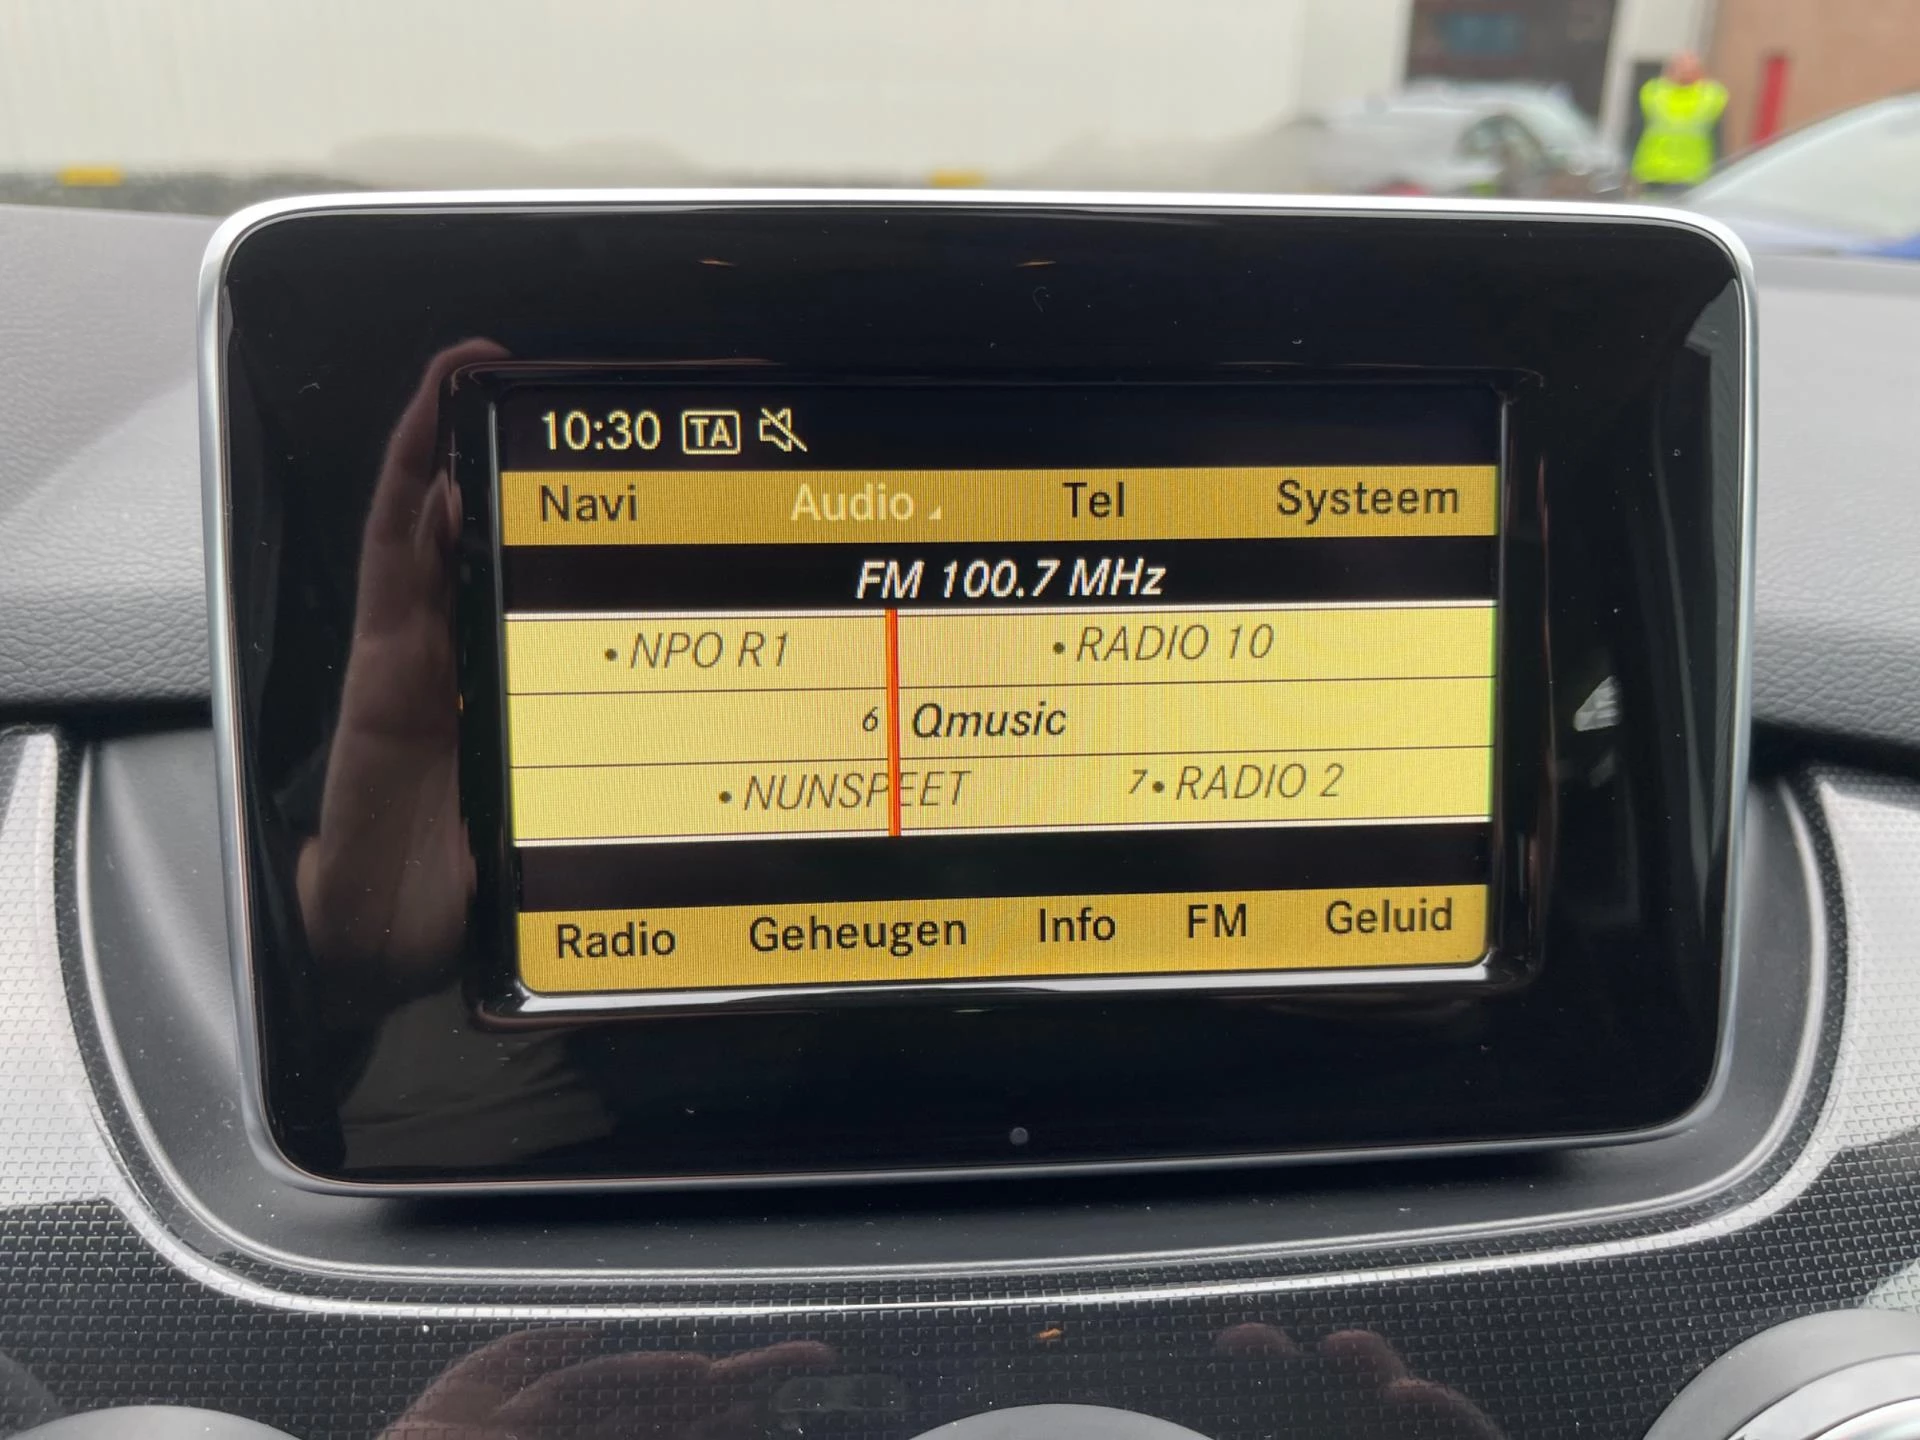 10:30 TA
Navi Audio Tel Systeem
FM 100.7 MHz
• NPO R1 • RADIO 10
6 Qmusic
• NUNSPEET 7 • RADIO 2
Radio Geheugen Info FM Geluid